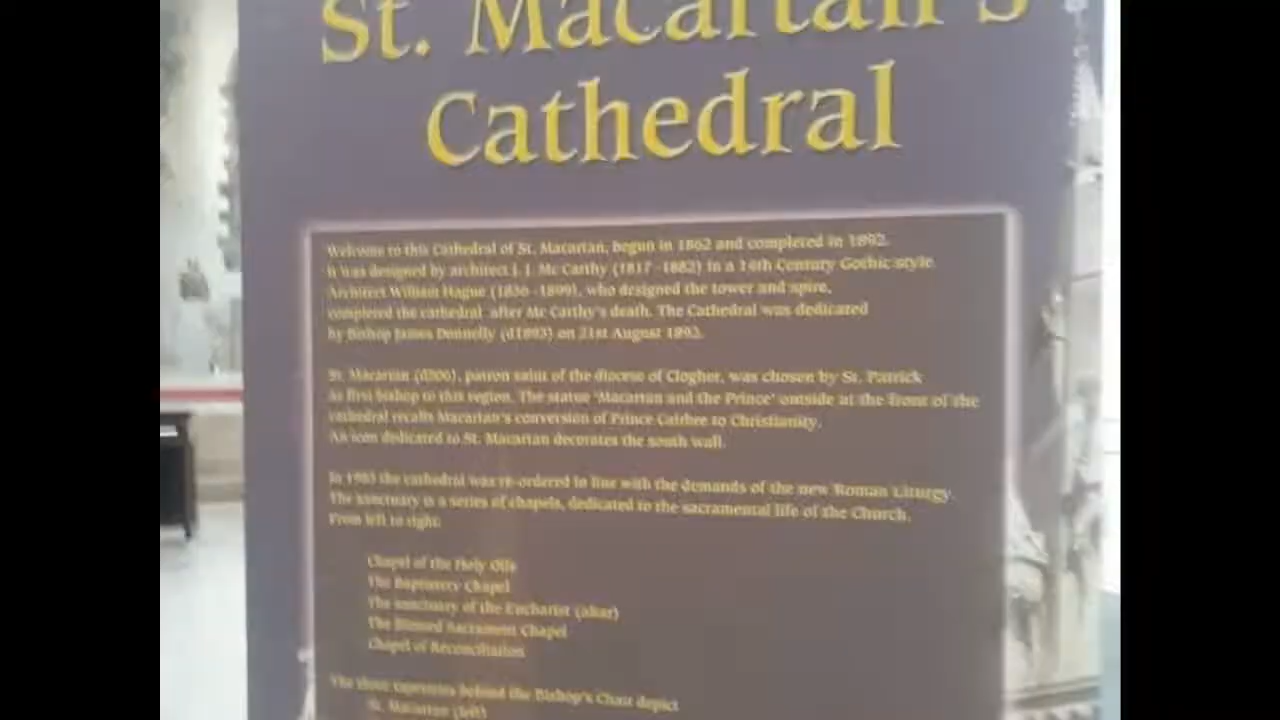 St. Macartan's
Cathedral
Welcome to this Cathedral of St. Macartan, begun in 1862 and completed in 1892.
It was designed by architect J. J. Mc Carthy (1817 -1882) in a 14th Century Gothic style.
Architect William Hague (1836 -1899), who designed the tower and spire,
completed the cathedral after Mc Carthy's death. The Cathedral was dedicated
by Bishop James Donnelly (d1893) on 21st August 1892.
St. Macartan (d506), patron saint of the diocese of Clogher, was chosen by St. Patrick
as first bishop to this region. The statue 'Macartan and the Prince' outside at the front of the
cathedral recalls Macartan's conversion of Prince Cairbre to Christianity.
An icon dedicated to St. Macartan decorates the south wall.
In the cathedral was re-ordered in line with the demands of the new Roman Liturgy.
The sanctuary is a series of chapels, dedicated to the sacramental life of the Church.
From left to right:
Chapel of the Holy Oils
The Baptistery Chapel
The sanctuary of the Eucharist (altar)
The Blessed Sacrament Chapel
Chapel of Reconciliation
The three tapestries behind the Bishop's Chair depict
St. Macartan (left)